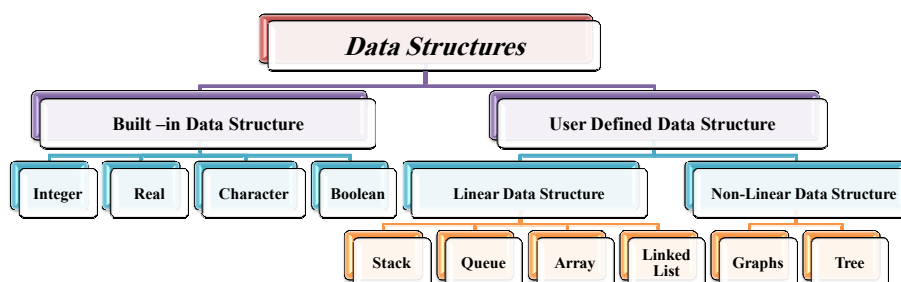 Data Structures
Built –in Data Structure
User Defined Data Structure
Integer
Real
Character
Boolean
Linear Data Structure
Non-Linear Data Structure
Stack
Queue
Array
Linked
List
Graphs
Tree